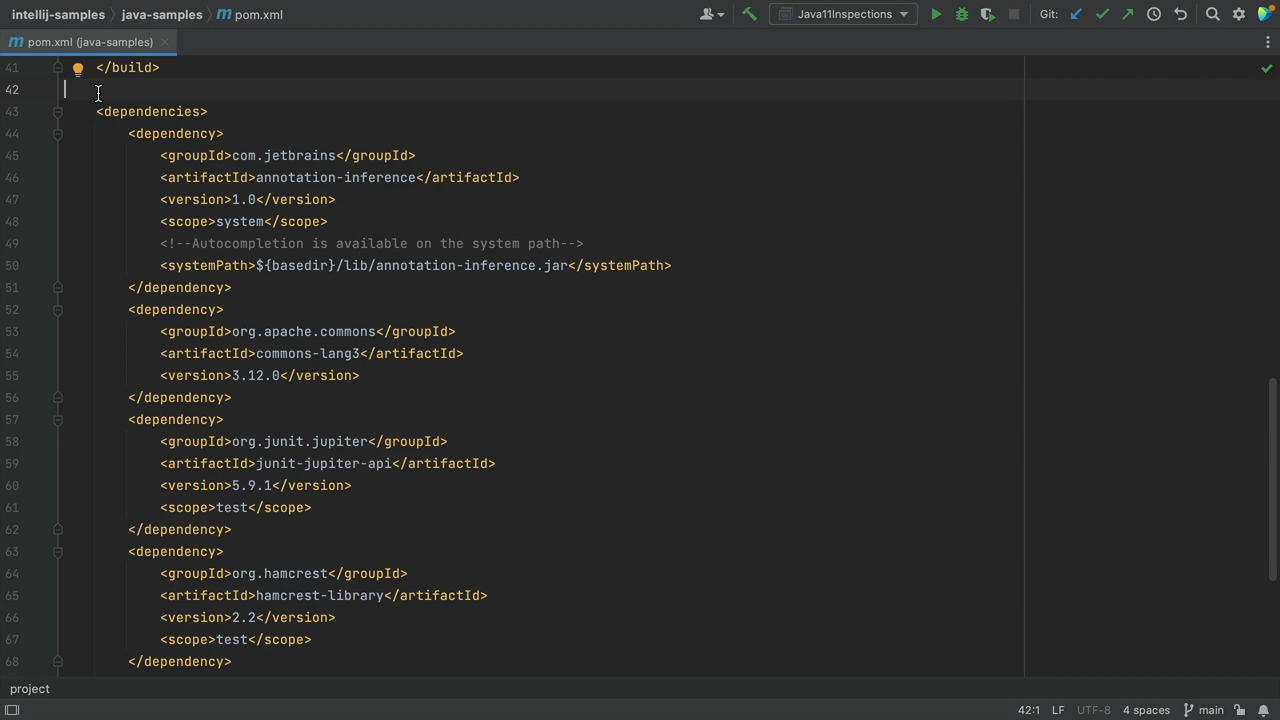 intellij-samples java-samples m pom.xml Java11Inspections Git:
m pom.xml (java-samples)
41 </build>
42
43 <dependencies>
44 <dependency>
45 <groupId>com.jetbrains</groupId>
46 <artifactId>annotation-inference</artifactId>
47 <version>1.0</version>
48 <scope>system</scope>
49 <!--Autocompletion is available on the system path-->
50 <systemPath>${basedir}/lib/annotation-inference.jar</systemPath>
51 </dependency>
52 <dependency>
53 <groupId>org.apache.commons</groupId>
54 <artifactId>commons-lang3</artifactId>
55 <version>3.12.0</version>
56 </dependency>
57 <dependency>
58 <groupId>org.junit.jupiter</groupId>
59 <artifactId>junit-jupiter-api</artifactId>
60 <version>5.9.1</version>
61 <scope>test</scope>
62 </dependency>
63 <dependency>
64 <groupId>org.hamcrest</groupId>
65 <artifactId>hamcrest-library</artifactId>
66 <version>2.2</version>
67 <scope>test</scope>
68 </dependency>
project
42:1 LF UTF-8 4 spaces main